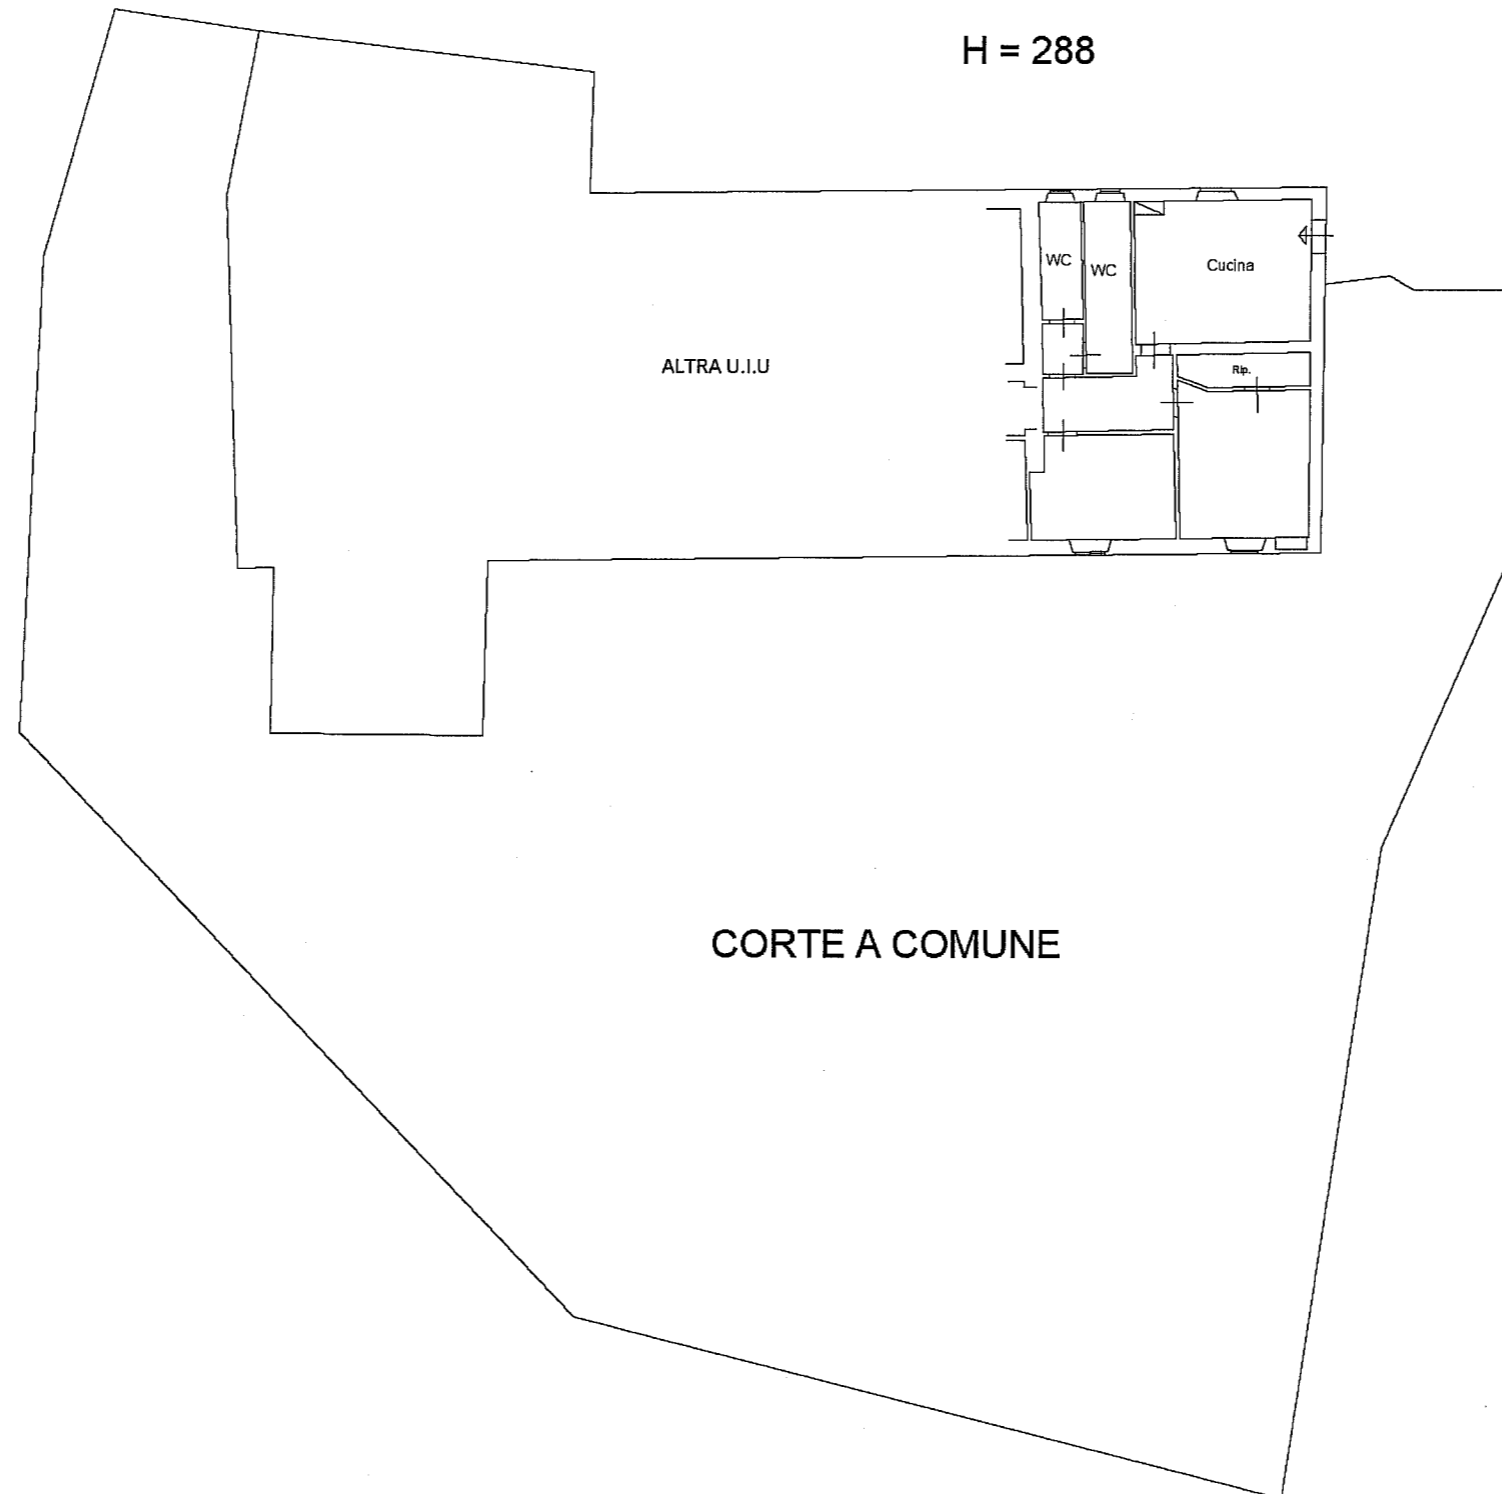 H = 288
WC
WC
Cucina
ALTRA U.I.U
Rip.
CORTE A COMUNE